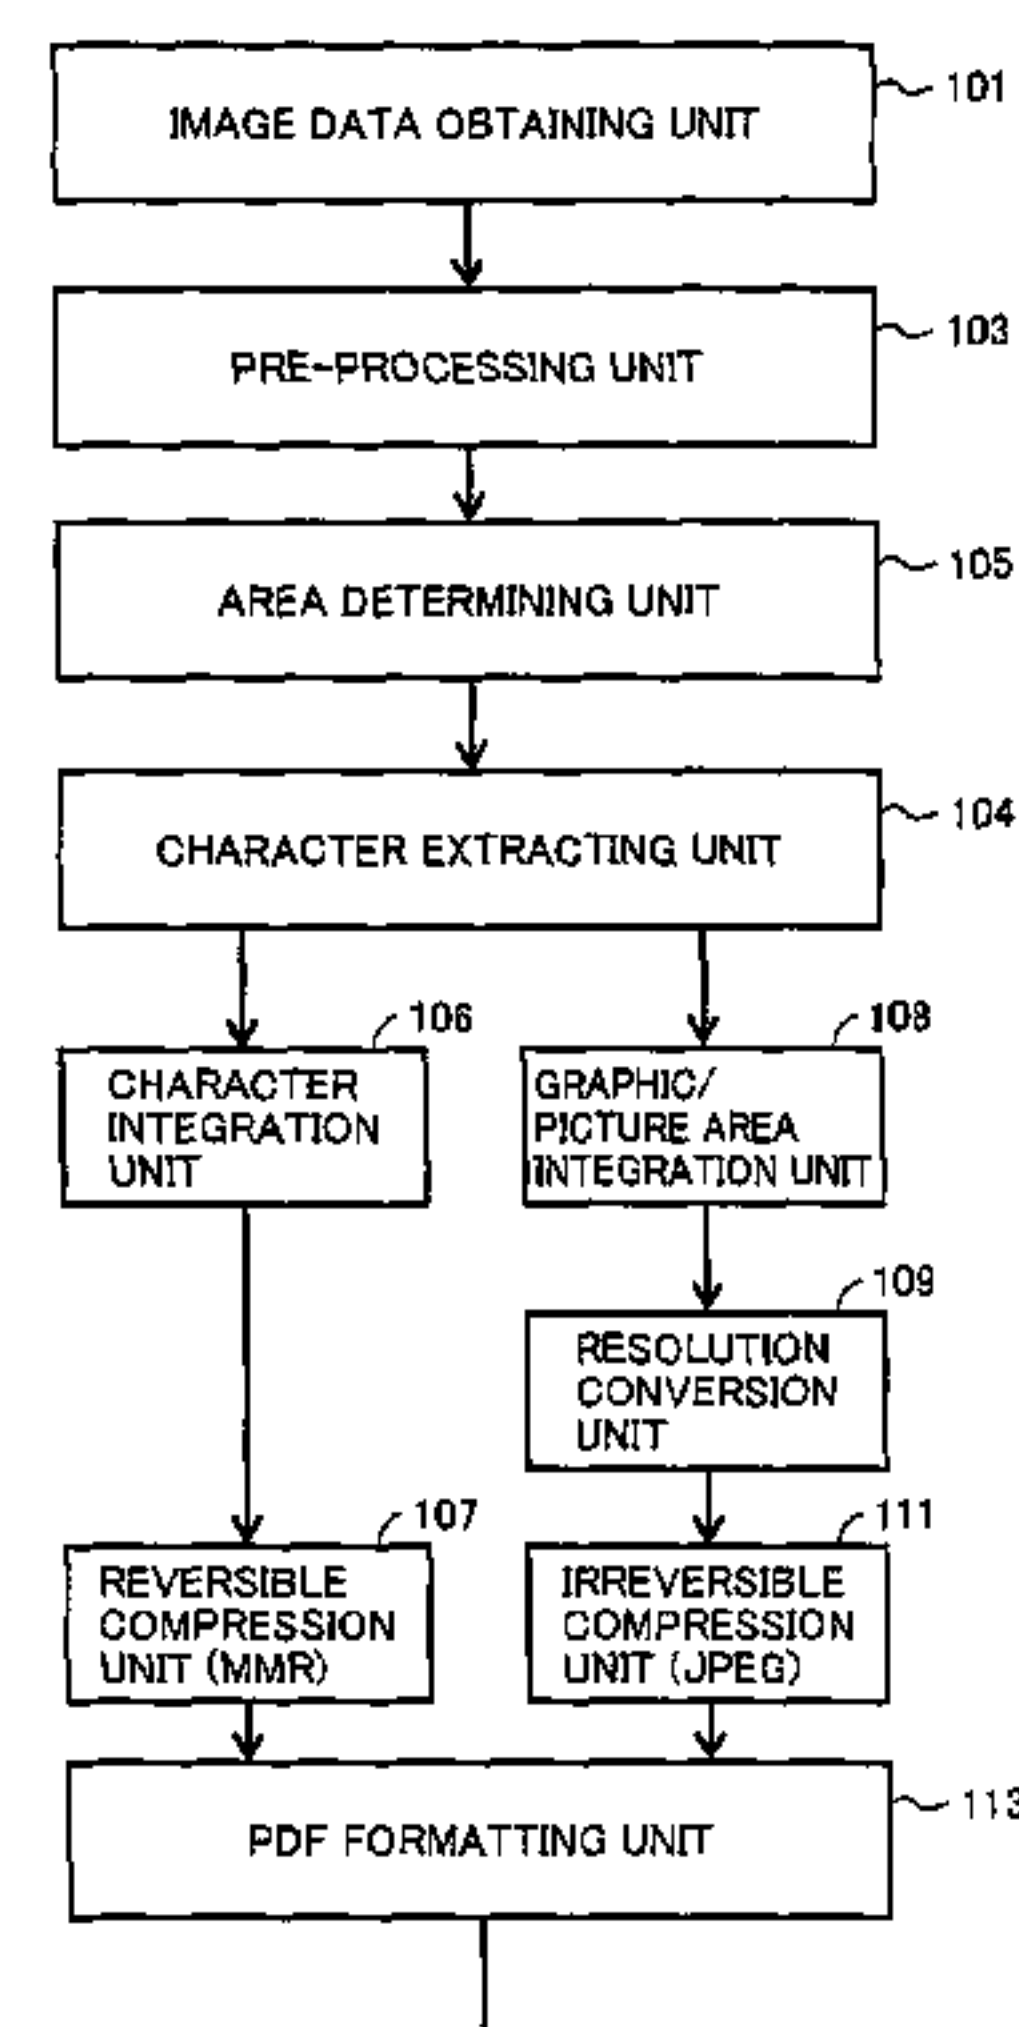 101
IMAGE DATA OBTAINING UNIT
103
PRE-PROCESSING UNIT
105
AREA DETERMINING UNIT
104
CHARACTER EXTRACTING UNIT
106
CHARACTER
INTEGRATION
UNIT
108
GRAPHIC/
PICTURE AREA
INTEGRATION UNIT
109
RESOLUTION
CONVERSION
UNIT
107
REVERSIBLE
COMPRESSION
UNIT (MMR)
111
IRREVERSIBLE
COMPRESSION
UNIT (JPEG)
113
PDF FORMATTING UNIT